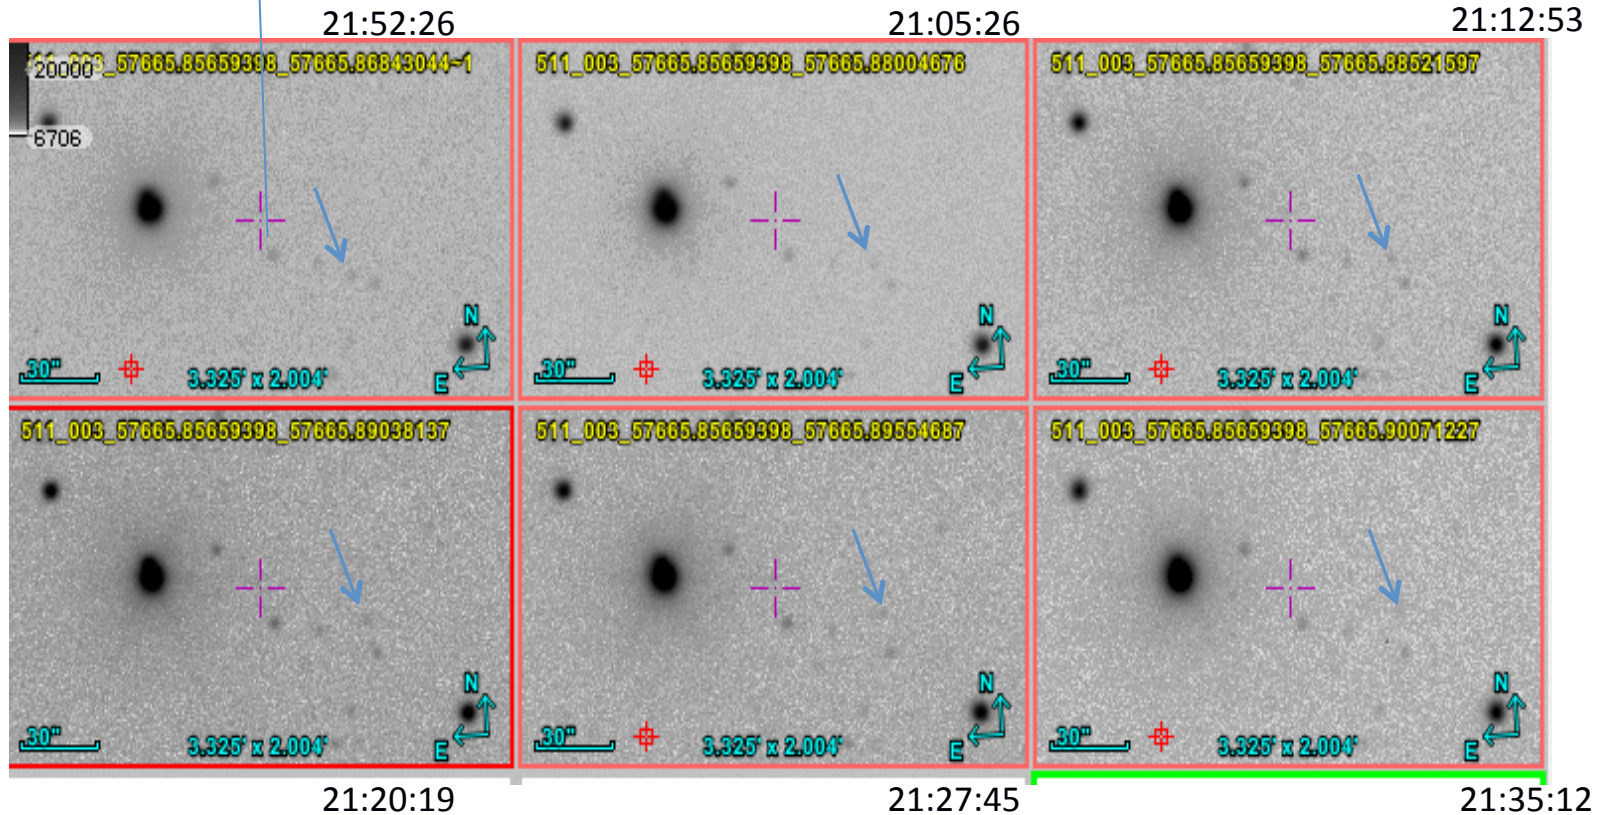 21:52:26
21:05:26
21:12:53
511_003_57665.85659398_57665.86843044~1
20000
6706
N
E
30"
3.325' x 2.004'
511_003_57665.85659398_57665.88004676
N
E
30"
3.325' x 2.004'
511_003_57665.85659398_57665.88521597
N
E
30"
3.325' x 2.004'
511_003_57665.85659398_57665.89038137
N
E
30"
3.325' x 2.004'
511_003_57665.85659398_57665.89554687
N
E
30"
3.325' x 2.004'
511_003_57665.85659398_57665.90071227
N
E
30"
3.325' x 2.004'
21:20:19
21:27:45
21:35:12